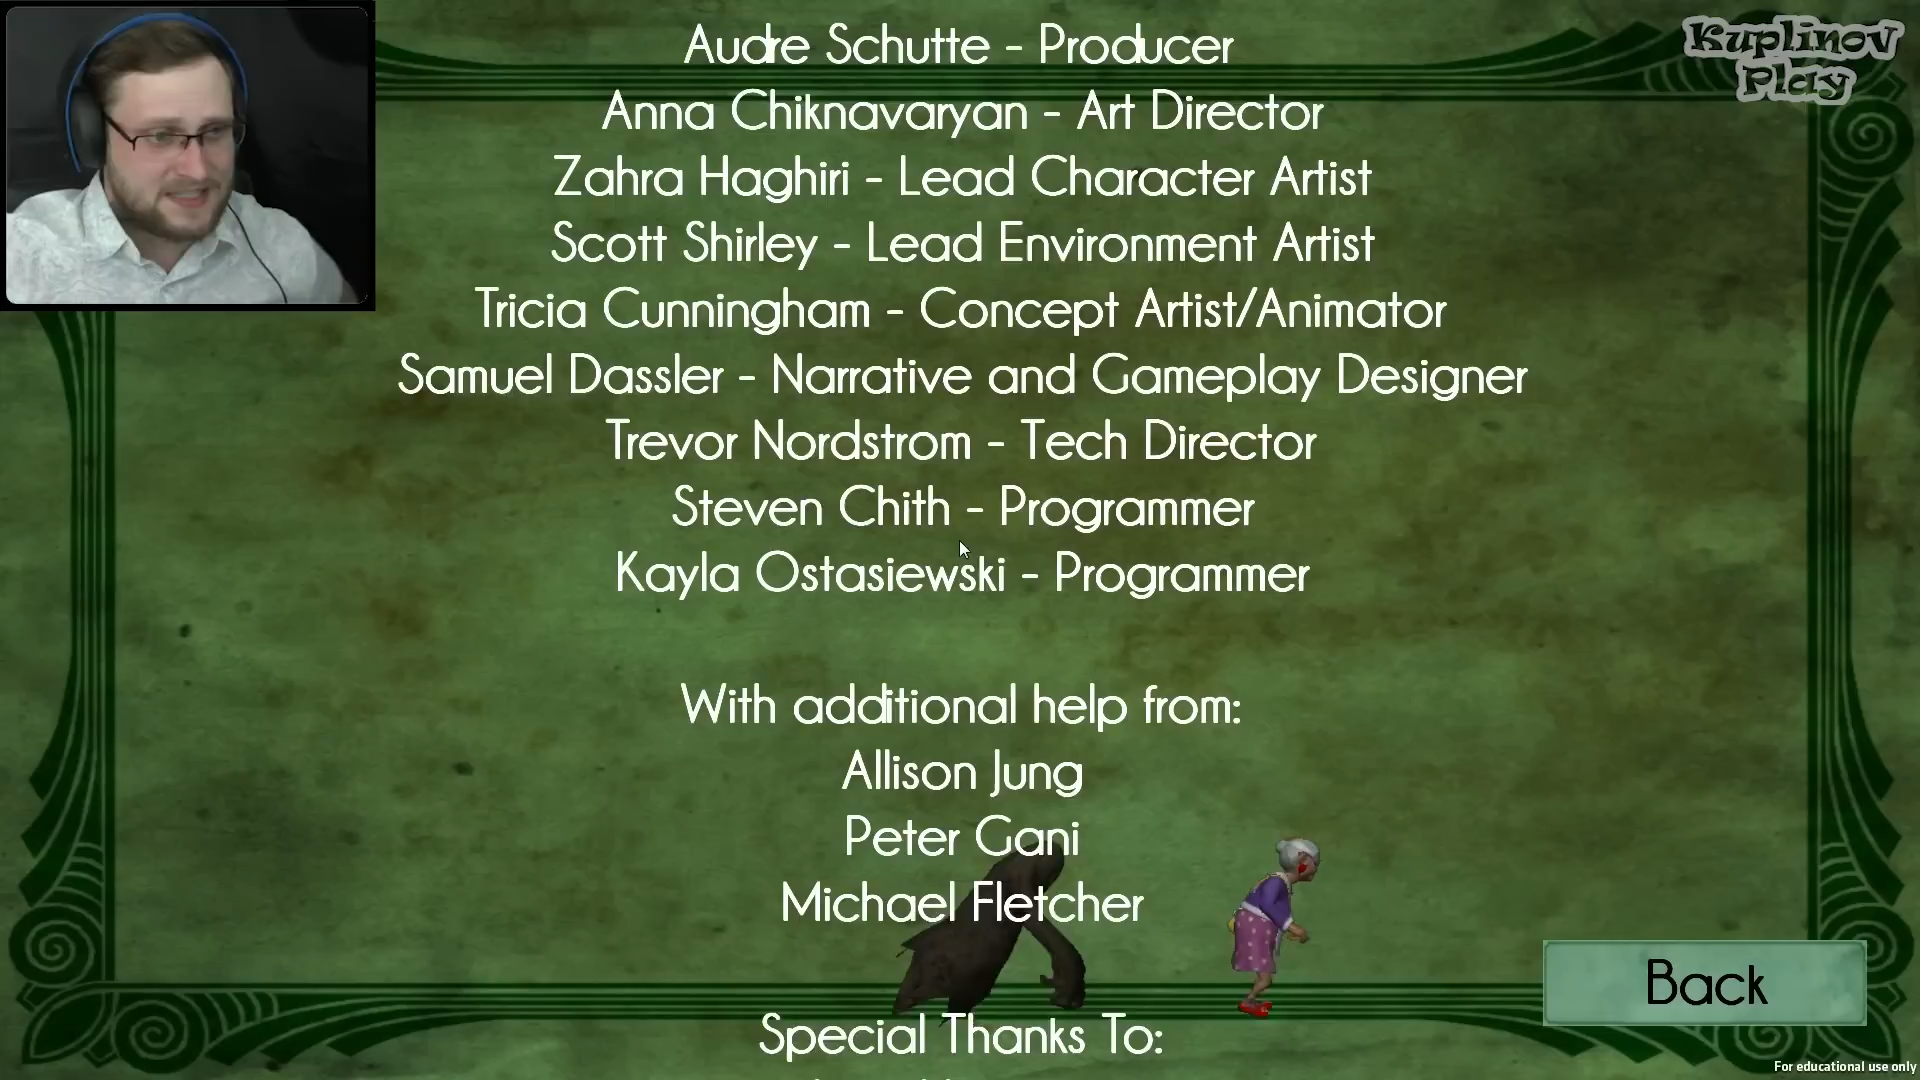 Kuplinov
Play
Audre Schutte - Producer
Anna Chiknavaryan - Art Director
Zahra Haghiri - Lead Character Artist
Scott Shirley - Lead Environment Artist
Tricia Cunningham - Concept Artist/Animator
Samuel Dassler - Narrative and Gameplay Designer
Trevor Nordstrom - Tech Director
Steven Chith - Programmer
Kayla Ostasiewski - Programmer
With additional help from:
Allison Jung
Peter Gani
Michael Fletcher
Back
Special Thanks To:
For educational use only